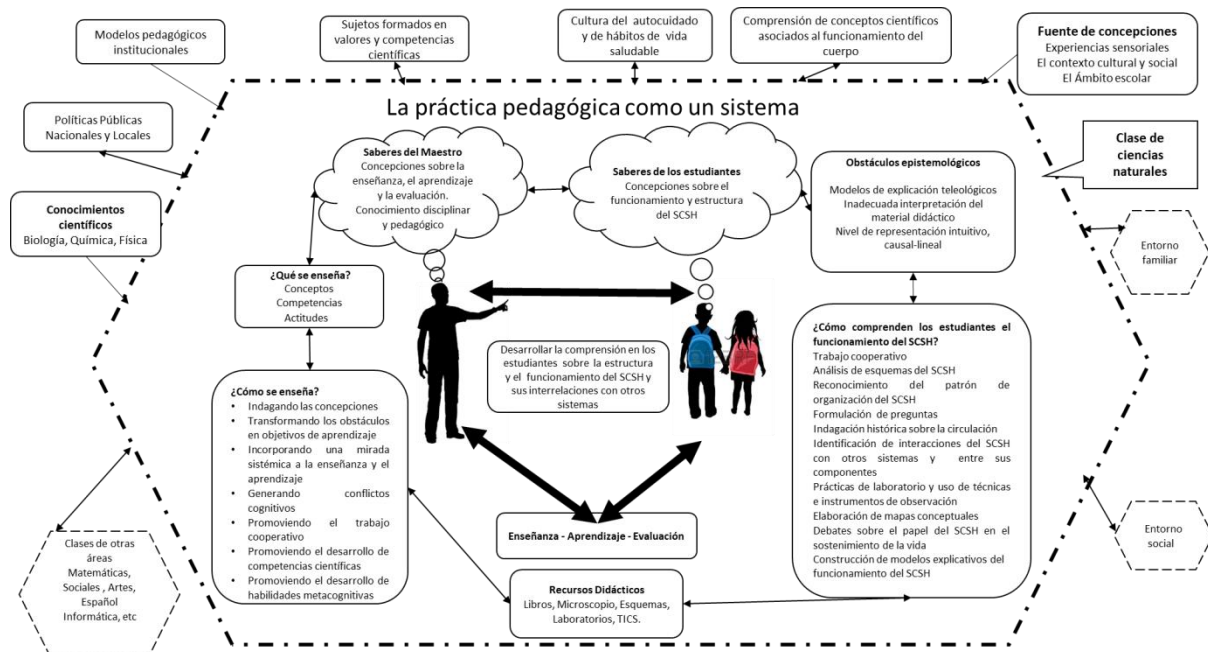 Modelos pedagógicos
institucionales
Sujetos formados en
valores y competencias
científicas
Cultura del autocuidado
y de hábitos de vida
saludable
Comprensión de conceptos científicos
asociados al funcionamiento del
cuerpo
Fuente de concepciones
Experiencias sensoriales
El contexto cultural y social
El Ámbito escolar
La práctica pedagógica como un sistema
Políticas Públicas
Nacionales y Locales
Conocimientos
científicos
Biología, Química, Física
Saberes del Maestro
Concepciones sobre la
enseñanza, el aprendizaje
y la evaluación.
Conocimiento disciplinar
y pedagógico
Saberes de los estudiantes
Concepciones sobre el
funcionamiento y estructura
del SCSH
Obstáculos epistemológicos
Modelos de explicación teleológicos
Inadecuada interpretación del
material didáctico
Nivel de representación intuitivo,
causal-lineal
Clase de
ciencias
naturales
Entorno
familiar
¿Qué se enseña?
Conceptos
Competencias
Actitudes
Desarrollar la comprensión en los
estudiantes sobre la estructura
y el funcionamiento del SCSH y
sus interrelaciones con otros
sistemas
¿Cómo se enseña?
• Indagando las concepciones
• Transformando los obstáculos
en objetivos de aprendizaje
• Incorporando una mirada
sistémica a la enseñanza y el
aprendizaje
• Generando conflictos
cognitivos
• Promoviendo el trabajo
cooperativo
• Promoviendo el desarrollo de
competencias científicas
• Promoviendo el desarrollo de
habilidades metacognitivas
¿Cómo comprenden los estudiantes el
funcionamiento del SCSH?
Trabajo cooperativo
Análisis de esquemas del SCSH
Reconocimiento del patrón de
organización del SCSH
Formulación de preguntas
Indagación histórica sobre la circulación
Identificación de interacciones del SCSH
con otros sistemas y entre sus
componentes
Prácticas de laboratorio y uso de técnicas
e instrumentos de observación
Elaboración de mapas conceptuales
Debates sobre el papel del SCSH en el
sostenimiento de la vida
Construcción de modelos explicativos del
funcionamiento del SCSH
Enseñanza - Aprendizaje - Evaluación
Recursos Didácticos
Libros, Microscopio, Esquemas,
Laboratorios, TICS.
Clases de otras
áreas
Matemáticas,
Sociales , Artes,
Español
Informática, etc
Entorno
social